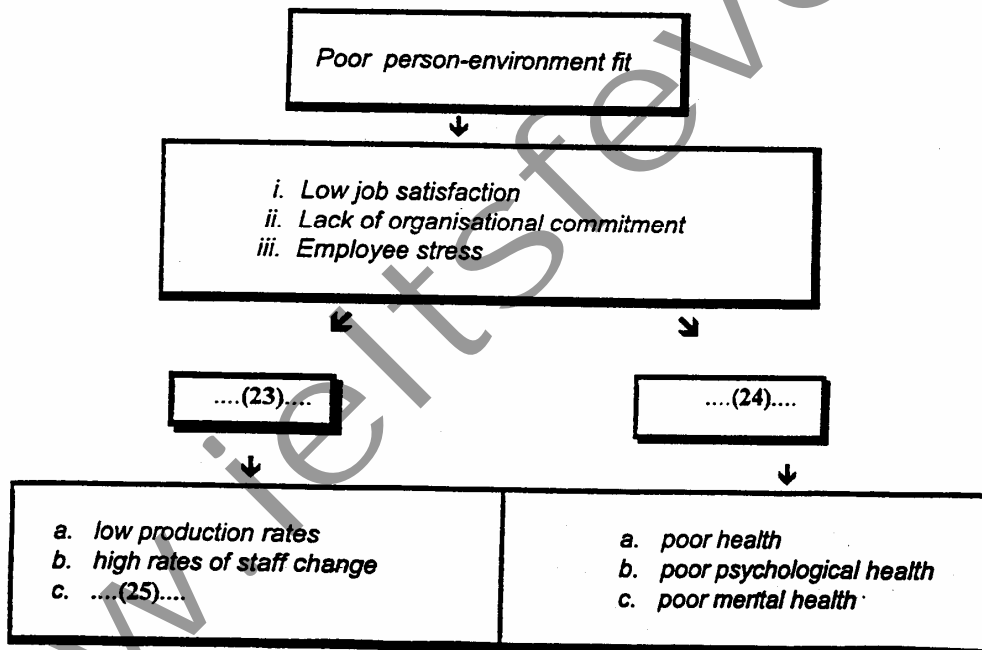 Poor person-environment fit
i. Low job satisfaction
ii. Lack of organisational commitment
iii. Employee stress
....(23)....
....(24)....
a. low production rates
b. high rates of staff change
c. ....(25)....
a. poor health
b. poor psychological health
c. poor mental health
w.ieltsfeve